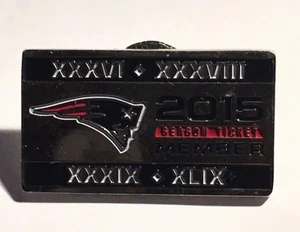 XXXVI ◆ XXXVIII
2015
SEASON TICKET
MEMBER
XXXIX ◆ XLIX